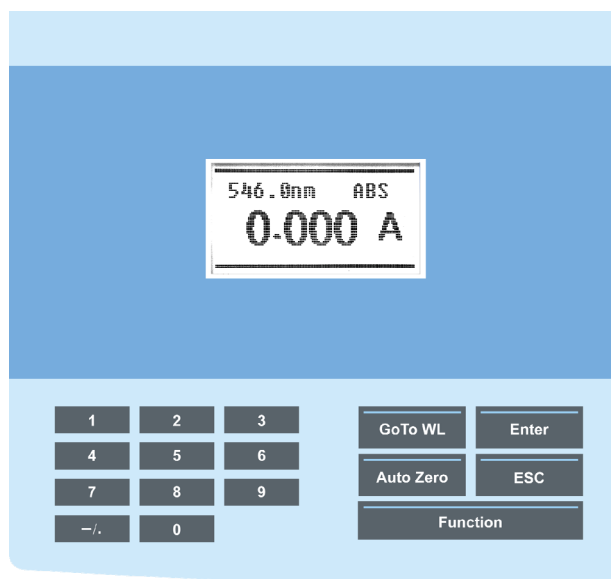 546.0nm ABS
0.000 A
1 2 3 GoTo WL Enter
4 5 6 Auto Zero ESC
7 8 9 Function
−/. 0